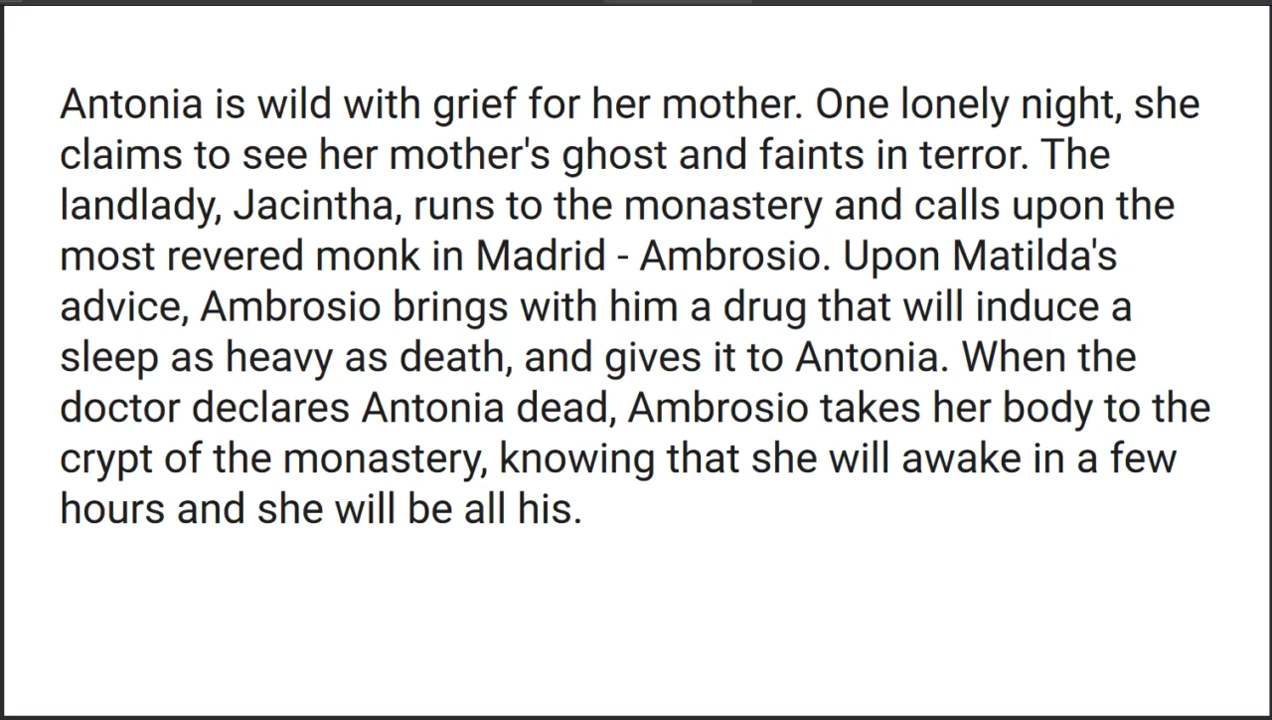 Antonia is wild with grief for her mother. One lonely night, she
claims to see her mother's ghost and faints in terror. The
landlady, Jacintha, runs to the monastery and calls upon the
most revered monk in Madrid - Ambrosio. Upon Matilda's
advice, Ambrosio brings with him a drug that will induce a
sleep as heavy as death, and gives it to Antonia. When the
doctor declares Antonia dead, Ambrosio takes her body to the
crypt of the monastery, knowing that she will awake in a few
hours and she will be all his.